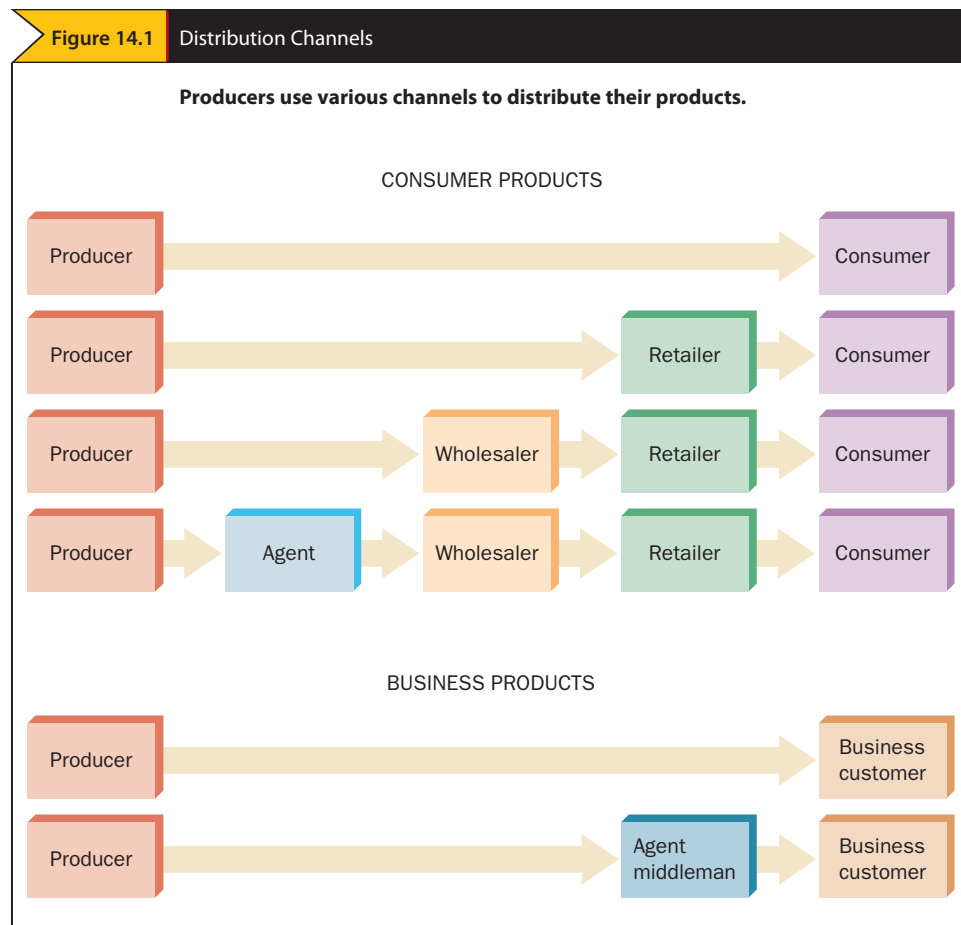 Figure 14.1 Distribution Channels
Producers use various channels to distribute their products.
CONSUMER PRODUCTS
Producer Consumer
Producer Retailer Consumer
Producer Wholesaler Retailer Consumer
Producer Agent Wholesaler Retailer Consumer
BUSINESS PRODUCTS
Producer Business customer
Producer Agent middleman Business customer